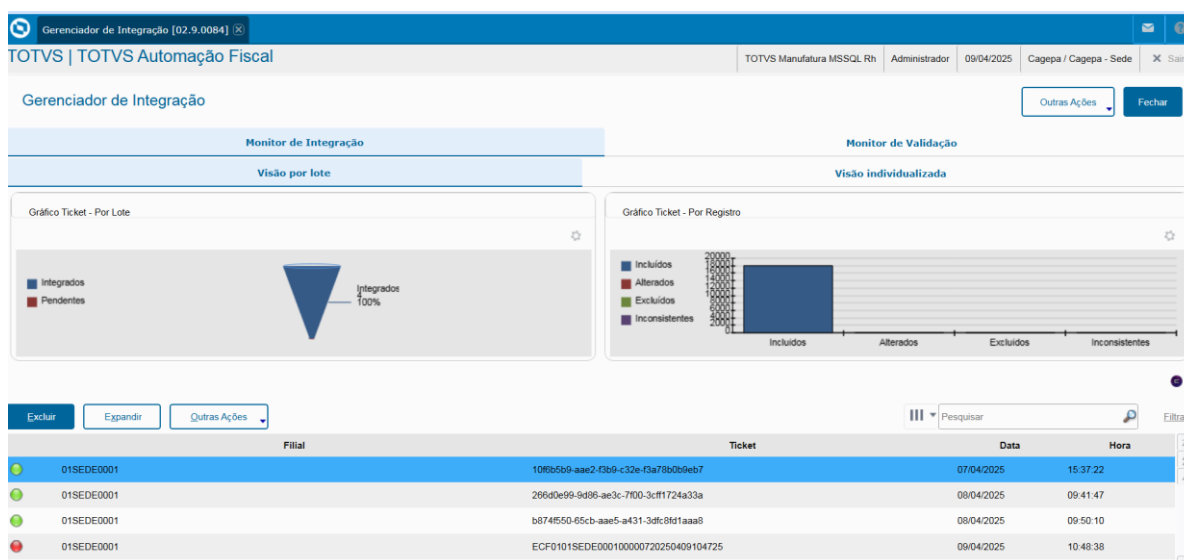 Gerenciador de Integração [02.9.0084]
TOTVS | TOTVS Automação Fiscal
TOTVS Manufatura MSSQL Rh Administrador 09/04/2025 Cagepa / Cagepa - Sede Sair
Gerenciador de Integração
Outras Ações Fechar
Monitor de Integração Monitor de Validação
Visão por lote Visão individualizada
Gráfico Ticket - Por Lote
Integrados
Pendentes
Integrados
4
100%
Gráfico Ticket - Por Registro
Incluídos
Alterados
Excluídos
Inconsistentes
20000
18000
16000
14000
12000
10000
8000
6000
4000
2000
0
Incluídos Alterados Excluídos Inconsistentes
Excluir Expandir Outras Ações Pesquisar Filtra
Filial Ticket Data Hora
01SEDE0001 10f6b5b9-aae2-f3b9-c32e-f3a78b0b9eb7 07/04/2025 15:37:22
01SEDE0001 266d0e99-9d86-ae3c-7f00-3cff1724a33a 08/04/2025 09:41:47
01SEDE0001 b874f550-65cb-aae5-a431-3dfc8fd1aaa8 08/04/2025 09:50:10
01SEDE0001 ECF0101SEDE00010000720250409104725 09/04/2025 10:48:38